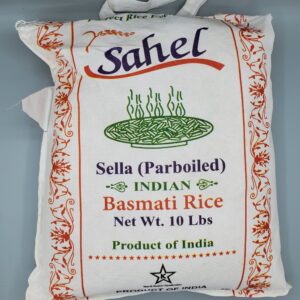 Sahel
Sella (Parboiled)
INDIAN
Basmati Rice
Net Wt. 10 Lbs
Product of India
PRODUCT OF INDIA